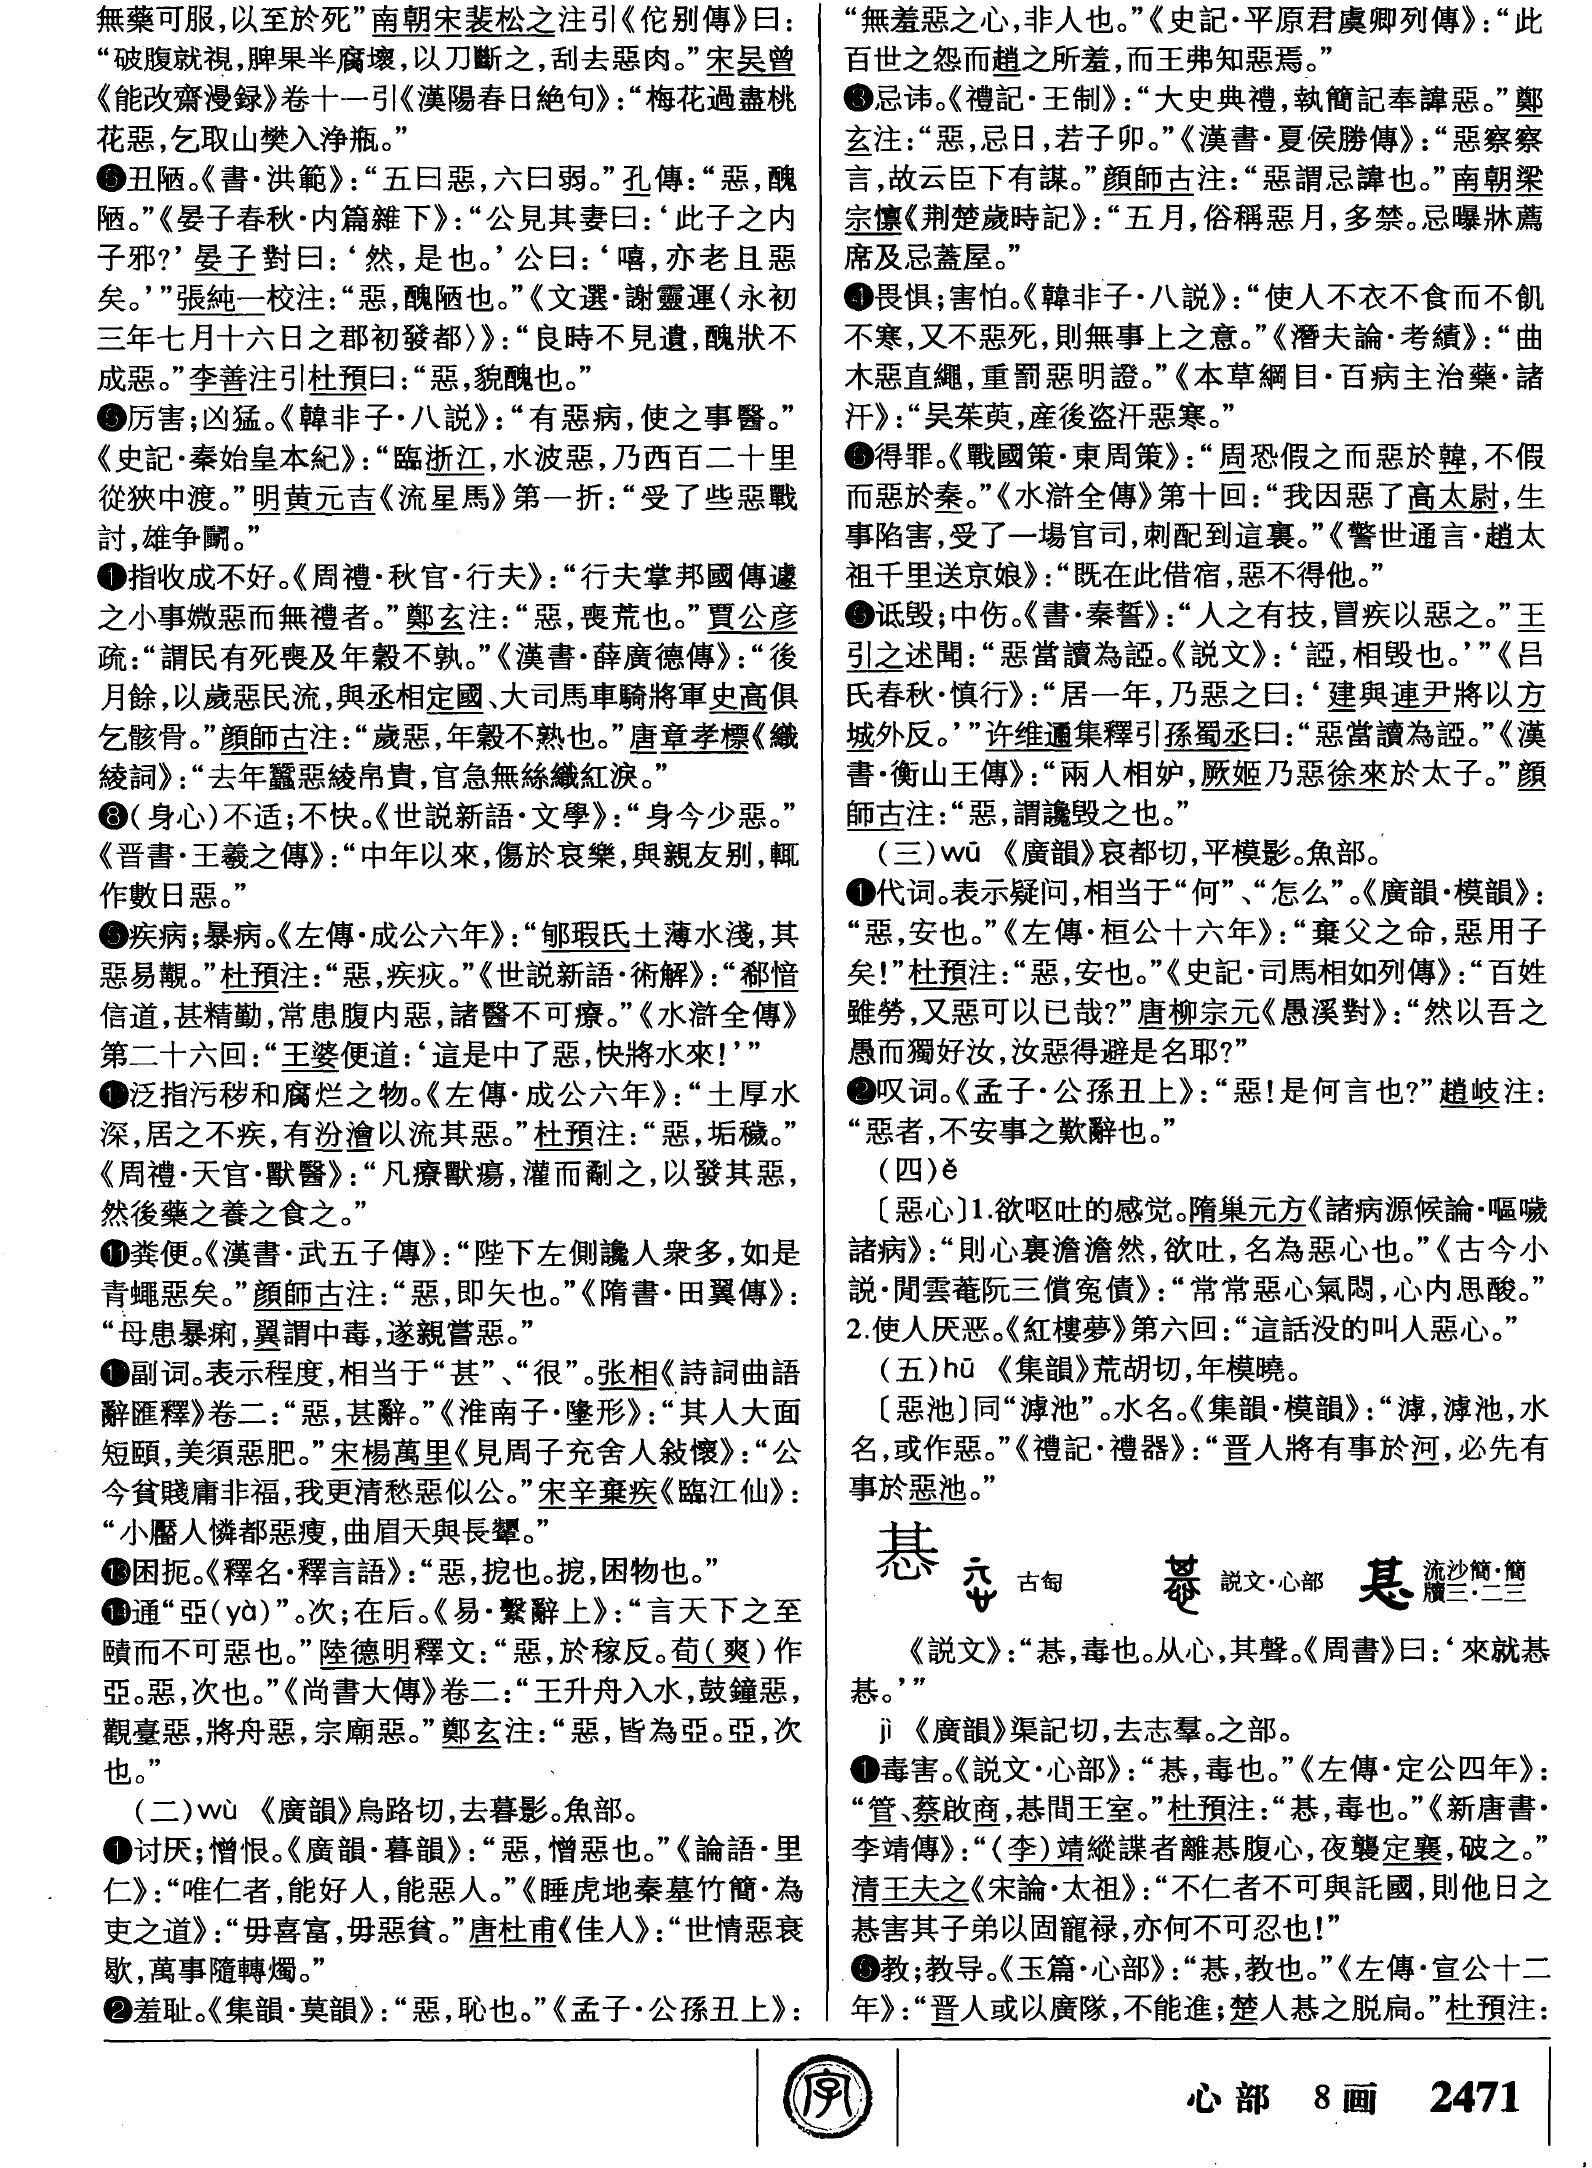 無藥可服,以至於死”南朝宋裴松之注引《佗别傳》曰:
“破腹就視,脾果半腐壞,以刀斷之,刮去惡肉。”宋吴曾
《能改齋漫録》卷十一引《漢陽春日絶句》:“梅花過盡桃
花惡,乞取山樊入浄瓶。”
❺丑陋。《書·洪範》:“五曰惡,六曰弱。”孔傳:“惡,醜
陋。”《晏子春秋·内篇雜下》:“公見其妻曰:‘此子之内
子邪?’晏子對曰:‘然,是也。’公曰:‘嘻,亦老且惡
矣。’”張純一校注:“惡,醜陋也。”《文選·謝靈運〈永初
三年七月十六日之郡初發都〉》:“良時不見遺,醜狀不
成惡。”李善注引杜預曰:“惡,貌醜也。”
厉害;凶猛。《韓非子·八説》:“有惡病,使之事醫。”
《史記·秦始皇本紀》:“臨浙江,水波惡,乃西百二十里
從狹中渡。”明黄元吉《流星馬》第一折:“受了些惡戰
討,雄争鬭。”
指收成不好。《周禮·秋官·行夫》:“行夫掌邦國傳遽
之小事媺惡而無禮者。”鄭玄注:“惡,喪荒也。”賈公彦
疏:“謂民有死喪及年穀不孰。”《漢書·薛廣德傳》:“後
月餘,以歲惡民流,與丞相定國、大司馬車騎將軍史高俱
乞骸骨。”顔師古注:“歲惡,年穀不熟也。”唐章孝標《織
綾詞》:“去年蠶惡綾帛貴,官急無絲織紅淚。”
❽(身心)不适;不快。《世説新語·文學》:“身今少惡。”
《晋書·王羲之傳》:“中年以來,傷於哀樂,與親友别,輒
作數日惡。”
疾病;暴病。《左傳·成公六年》:“郇瑕氏土薄水淺,其
惡易覯。”杜預注:“惡,疾疢。”《世説新語·術解》:“郗愔
信道,甚精勤,常患腹内惡,諸醫不可療。”《水滸全傳》
第二十六回:“王婆便道:‘這是中了惡,快將水來!’”
泛指污秽和腐烂之物。《左傳·成公六年》:“土厚水
深,居之不疾,有汾澮以流其惡。”杜預注:“惡,垢穢。”
《周禮·天官·獸醫》:“凡療獸瘍,灌而劀之,以發其惡,
然後藥之養之食之。”
⓫粪便。《漢書·武五子傳》:“陛下左側讒人衆多,如是
青蠅惡矣。”顔師古注:“惡,即矢也。”《隋書·田翼傳》:
“母患暴痢,翼謂中毒,遂親嘗惡。”
副词。表示程度,相当于“甚”、“很”。张相《詩詞曲語
辭匯釋》卷二:“惡,甚辭。”《淮南子·墬形》:“其人大面
短頤,美須惡肥。”宋楊萬里《見周子充舍人敍懷》:“公
今貧賤庸非福,我更清愁惡似公。”宋辛棄疾《臨江仙》:
“小靨人憐都惡瘦,曲眉天與長顰。”
⓭困扼。《釋名·釋言語》:“惡,扼也。扼,困物也。”
⓮通“亞(yà)”。次;在后。《易·繫辭上》:“言天下之至
賾而不可惡也。”陸德明釋文:“惡,於稼反。荀(爽)作
亞。惡,次也。”《尚書大傳》卷二:“王升舟入水,鼓鐘惡,
觀臺惡,將舟惡,宗廟惡。”鄭玄注:“惡,皆為亞。亞,次
也。”
(二)wù 《廣韻》烏路切,去暮影。魚部。
❶讨厌;憎恨。《廣韻·暮韻》:“惡,憎惡也。”《論語·里
仁》:“唯仁者,能好人,能惡人。”《睡虎地秦墓竹簡·為
吏之道》:“毋喜富,毋惡貧。”唐杜甫《佳人》:“世情惡衰
歇,萬事隨轉燭。”
❷羞耻。《集韻·莫韻》:“惡,恥也。”《孟子·公孫丑上》:
“無羞惡之心,非人也。”《史記·平原君虞卿列傳》:“此
百世之怨而趙之所羞,而王弗知惡焉。”
❸忌讳。《禮記·王制》:“大史典禮,執簡記奉諱惡。”鄭
玄注:“惡,忌日,若子卯。”《漢書·夏侯勝傳》:“惡察察
言,故云臣下有謀。”顔師古注:“惡謂忌諱也。”南朝梁
宗懍《荆楚歲時記》:“五月,俗稱惡月,多禁。忌曝牀薦
席及忌蓋屋。”
❹畏惧;害怕。《韓非子·八説》:“使人不衣不食而不飢
不寒,又不惡死,則無事上之意。”《潛夫論·考績》:“曲
木惡直繩,重罰惡明證。”《本草綱目·百病主治藥·諸
汗》:“吴茱萸,産後盗汗惡寒。”
❺得罪。《戰國策·東周策》:“周恐假之而惡於韓,不假
而惡於秦。”《水滸全傳》第十回:“我因惡了高太尉,生
事陷害,受了一場官司,刺配到這裏。”《警世通言·趙太
祖千里送京娘》:“既在此借宿,惡不得他。”
诋毁;中伤。《書·秦誓》:“人之有技,冒疾以惡之。”王
引之述聞:“惡當讀為䛩。《説文》:‘䛩,相毁也。’”《吕
氏春秋·慎行》:“居一年,乃惡之曰:‘建與連尹將以方
城外反。’”许维遹集釋引孫蜀丞曰:“惡當讀為䛩。”《漢
書·衡山王傳》:“兩人相妒,厥姬乃惡徐來於太子。”顔
師古注:“惡,謂讒毁之也。”
(三)wū 《廣韻》哀都切,平模影。魚部。
❶代词。表示疑问,相当于“何”、“怎么”。《廣韻·模韻》:
“惡,安也。”《左傳·桓公十六年》:“棄父之命,惡用子
矣!”杜預注:“惡,安也。”《史記·司馬相如列傳》:“百姓
雖勞,又惡可以已哉?”唐柳宗元《愚溪對》:“然以吾之
愚而獨好汝,汝惡得避是名耶?”
❷叹词。《孟子·公孫丑上》:“惡!是何言也?”趙岐注:
“惡者,不安事之歎辭也。”
(四)ě
〔惡心〕1.欲呕吐的感觉。隋巢元方《諸病源候論·嘔噦
諸病》:“則心裏澹澹然,欲吐,名為惡心也。”《古今小
説·閒雲菴阮三償寃債》:“常常惡心氣悶,心内思酸。”
2.使人厌恶。《紅樓夢》第六回:“這話没的叫人惡心。”
(五)hū 《集韻》荒胡切,年模曉。
〔惡池〕同“滹池”。水名。《集韻·模韻》:“滹,滹池,水
名,或作惡。”《禮記·禮器》:“晋人將有事於河,必先有
事於惡池。”
惎 古匋 説文·心部 流沙簡·簡
牘三·二三
《説文》:“惎,毒也。从心,其聲。《周書》曰:‘來就惎
惎。’”
jì 《廣韻》渠記切,去志羣。之部。
❶毒害。《説文·心部》:“惎,毒也。”《左傳·定公四年》:
“管、蔡啟商,惎間王室。”杜預注:“惎,毒也。”《新唐書·
李靖傳》:“(李)靖縱諜者離惎腹心,夜襲定襄,破之。”
清王夫之《宋論·太祖》:“不仁者不可與託國,則他日之
惎害其子弟以固寵禄,亦何不可忍也!”
教;教导。《玉篇·心部》:“惎,教也。”《左傳·宣公十二
年》:“晋人或以廣隊,不能進;楚人惎之脱扃。”杜預注:
字 心部 8画 2471